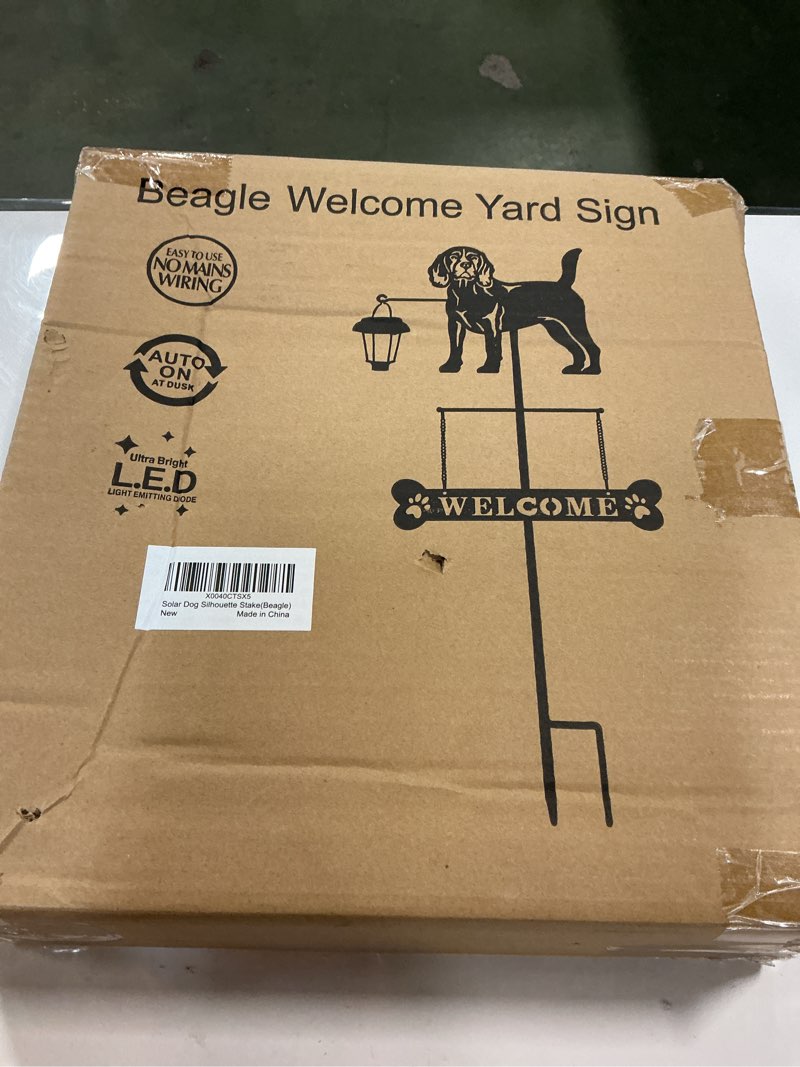 Beagle Welcome Yard Sign
EASY TO USE
NO MAINS
WIRING
AUTO
ON
AT DUSK
Ultra Bright
L.E.D
LIGHT EMITTING DIODE
WELCOME
X0040CTSX5
Solar Dog Silhouette Stake(Beagle)
New Made in China